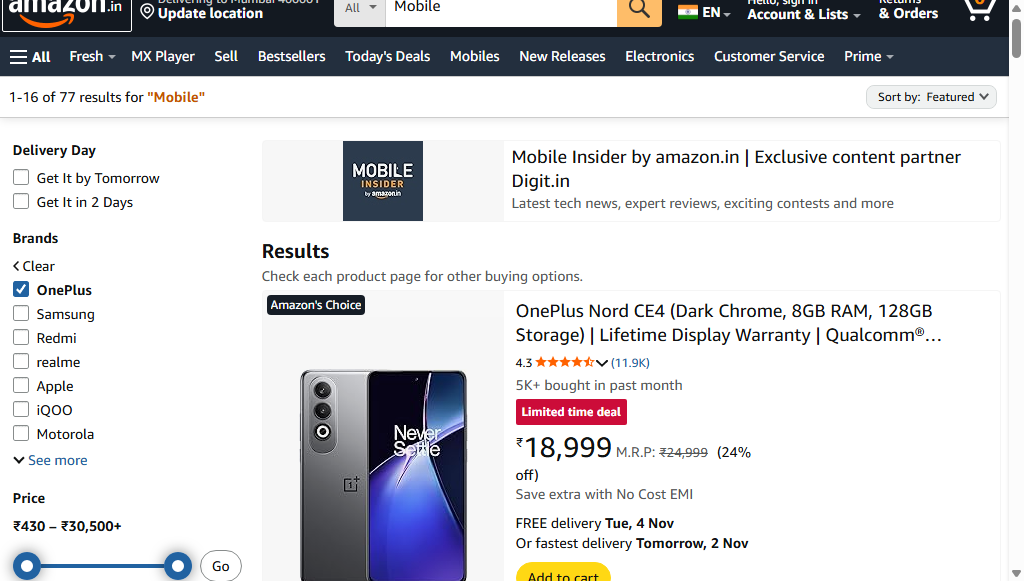 amazon.in
Delivering to Mumbai 400001
Update location
All
Mobile
EN
Hello, sign in
Account & Lists
Returns
& Orders
0
All
Fresh
MX Player
Sell
Bestsellers
Today's Deals
Mobiles
New Releases
Electronics
Customer Service
Prime
1-16 of 77 results for "Mobile"
Sort by: Featured
Delivery Day
Get It by Tomorrow
Get It in 2 Days
Brands
Clear
OnePlus
Samsung
Redmi
realme
Apple
iQOO
Motorola
See more
Price
₹430 – ₹30,500+
Go
MOBILE
INSIDER
by amazon.in
Mobile Insider by amazon.in | Exclusive content partner
Digit.in
Latest tech news, expert reviews, exciting contests and more
Results
Check each product page for other buying options.
Amazon's Choice
Never
Settle
OnePlus Nord CE4 (Dark Chrome, 8GB RAM, 128GB
Storage) | Lifetime Display Warranty | Qualcomm®…
4.3 (11.9K)
5K+ bought in past month
Limited time deal
₹18,999 M.R.P: ₹24,999 (24%
off)
Save extra with No Cost EMI
FREE delivery Tue, 4 Nov
Or fastest delivery Tomorrow, 2 Nov
Add to cart